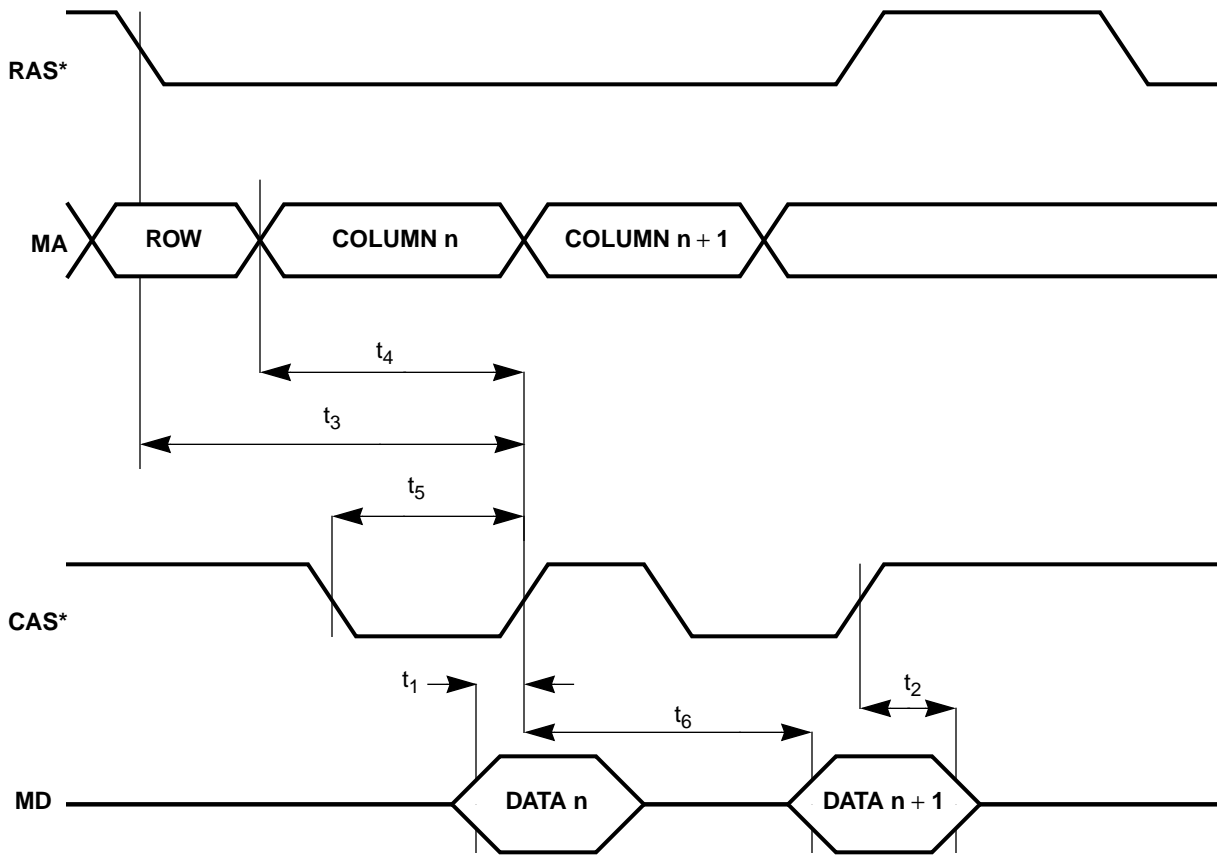 RAS*
MA
ROW
COLUMN n
COLUMN n + 1
t4
t3
t5
CAS*
t1
t2
t6
MD
DATA n
DATA n + 1